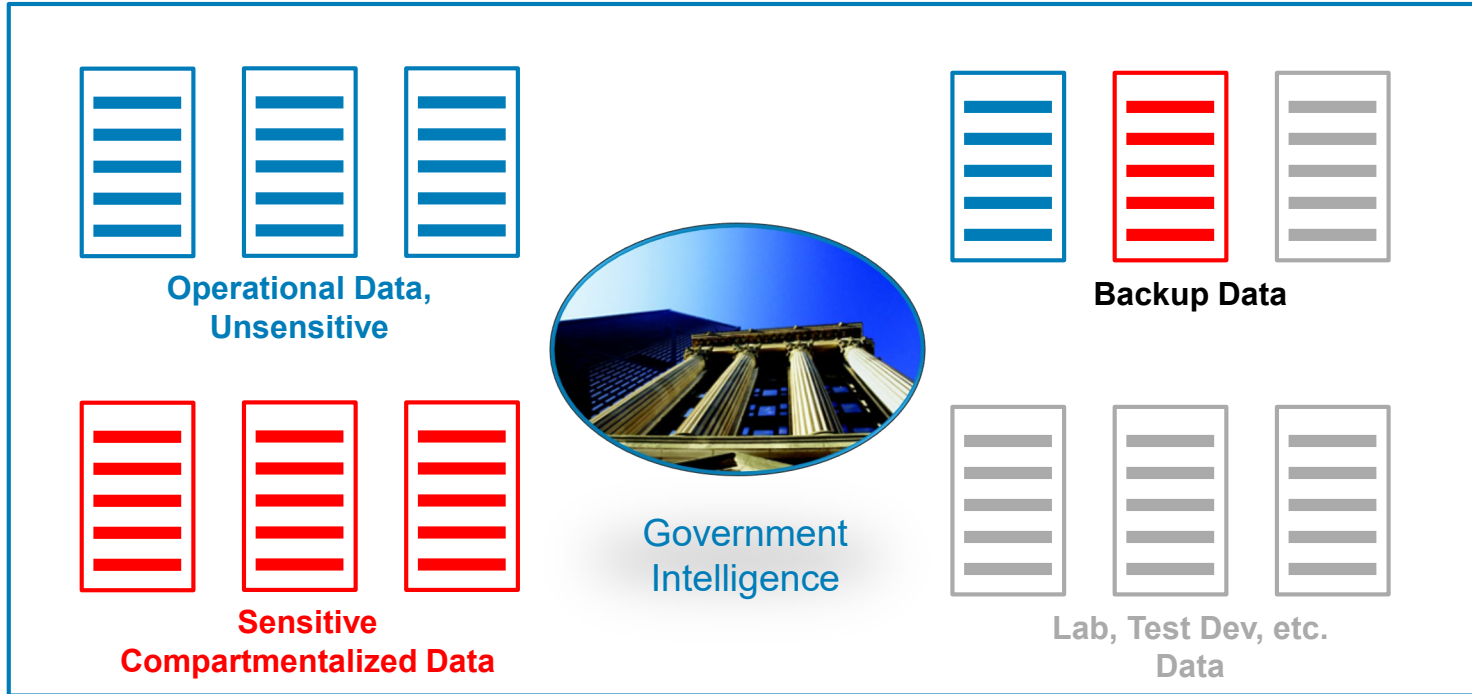 Operational Data,
Unsensitive
Backup Data
Government
Intelligence
Sensitive
Compartmentalized Data
Lab, Test Dev, etc.
Data